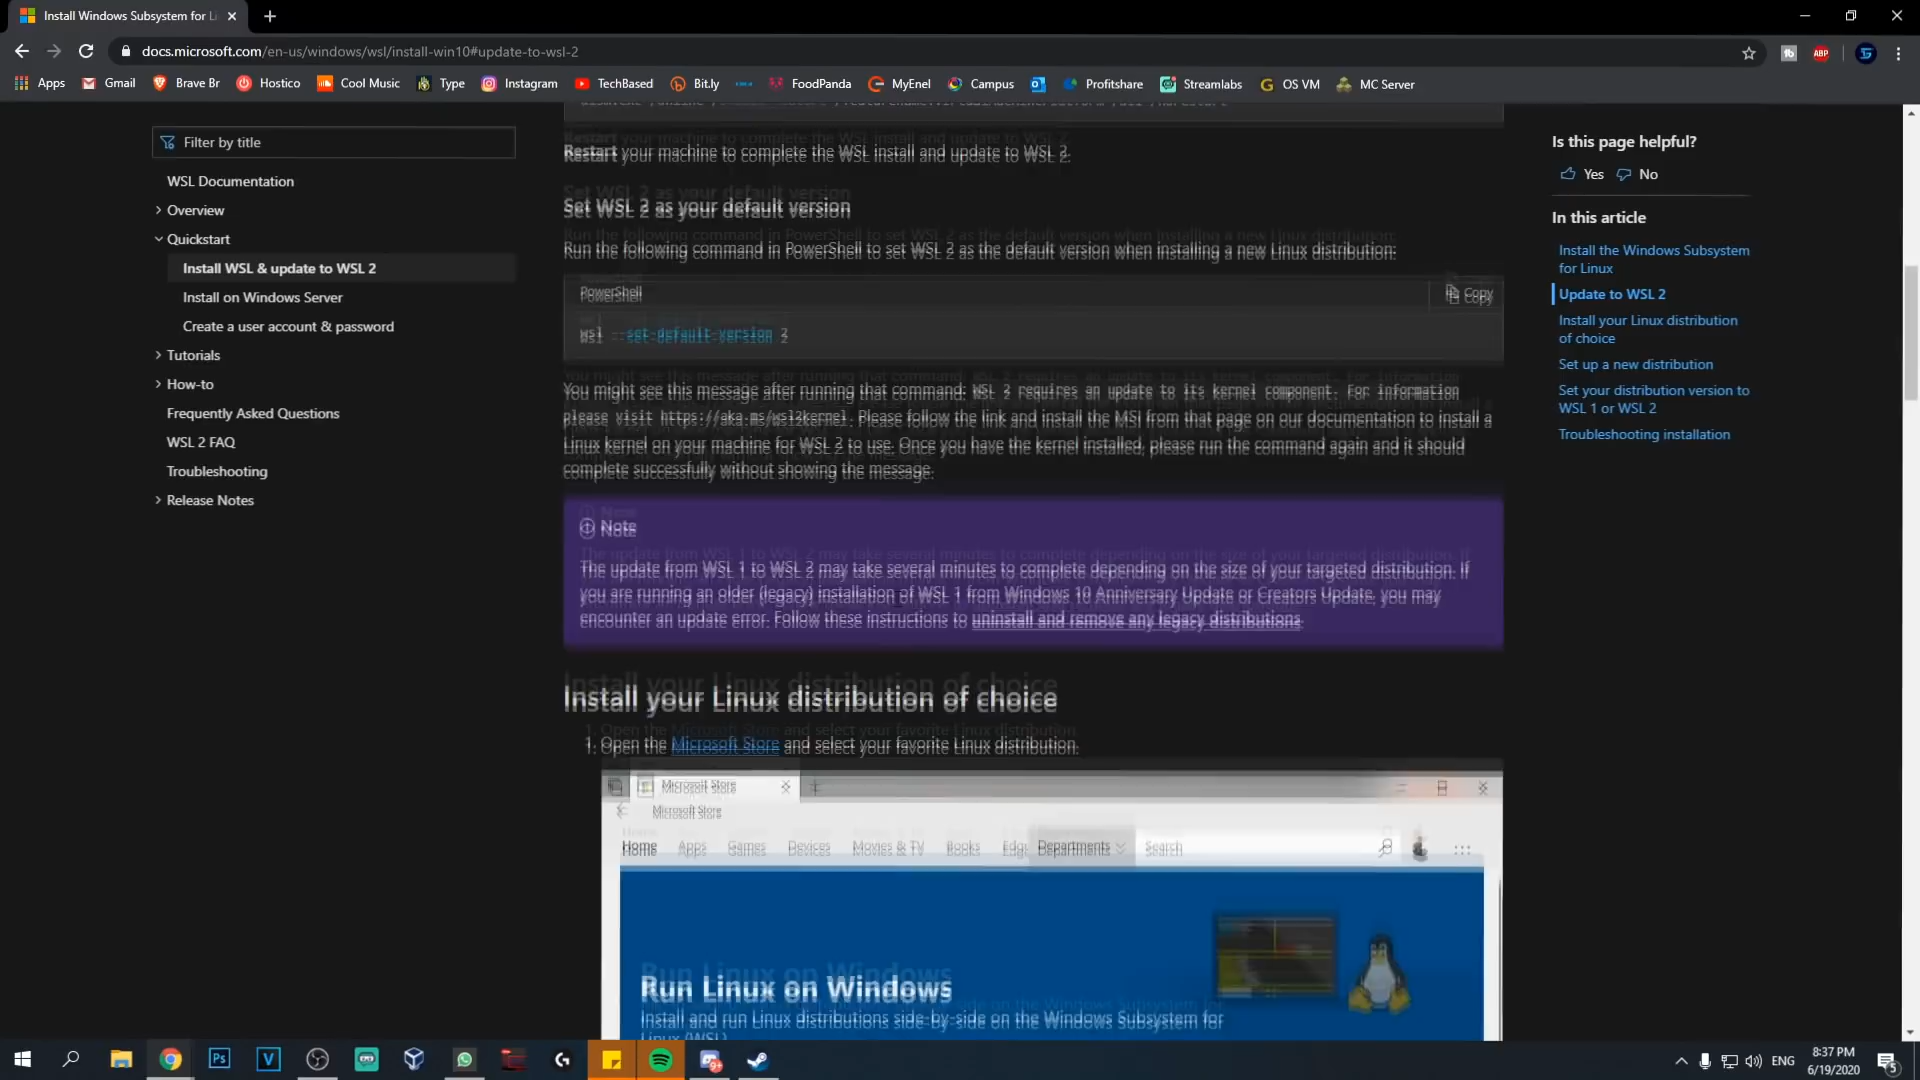 Install Windows Subsystem for Li
docs.microsoft.com/en-us/windows/wsl/install-win10#update-to-wsl-2
ABP
Apps
Gmail
Brave Br
Hostico
Cool Music
Type
Instagram
TechBased
Bit.ly
FoodPanda
MyEnel
Campus
Profitshare
Streamlabs
OS VM
MC Server
Filter by title
WSL Documentation
Overview
Quickstart
Install WSL & update to WSL 2
Install on Windows Server
Create a user account & password
Tutorials
How-to
Frequently Asked Questions
WSL 2 FAQ
Troubleshooting
Release Notes
Restart your machine to complete the WSL install and update to WSL 2.
Set WSL 2 as your default version
Run the following command in PowerShell to set WSL 2 as the default version when installing a new Linux distribution:
PowerShell
Copy
wsl --set-default-version 2
You might see this message after running that command: WSL 2 requires an update to its kernel component. For information
please visit https://aka.ms/wsl2kernel. Please follow the link and install the MSI from that page on our documentation to install a
Linux kernel on your machine for WSL 2 to use. Once you have the kernel installed, please run the command again and it should
complete successfully without showing the message.
Note
The update from WSL 1 to WSL 2 may take several minutes to complete depending on the size of your targeted distribution. If
you are running an older (legacy) installation of WSL 1 from Windows 10 Anniversary Update or Creators Update, you may
encounter an update error. Follow these instructions to uninstall and remove any legacy distributions.
Install your Linux distribution of choice
1. Open the Microsoft Store and select your favorite Linux distribution.
Microsoft Store
Microsoft Store
Home
Apps
Games
Devices
Movies & TV
Books
Edge
Departments
Search
Run Linux on Windows
Install and run Linux distributions side-by-side on the Windows Subsystem for
Linux (WSL)
Is this page helpful?
Yes
No
In this article
Install the Windows Subsystem
for Linux
Update to WSL 2
Install your Linux distribution
of choice
Set up a new distribution
Set your distribution version to
WSL 1 or WSL 2
Troubleshooting installation
Ps
V
9+
ENG
8:37 PM
6/19/2020
5